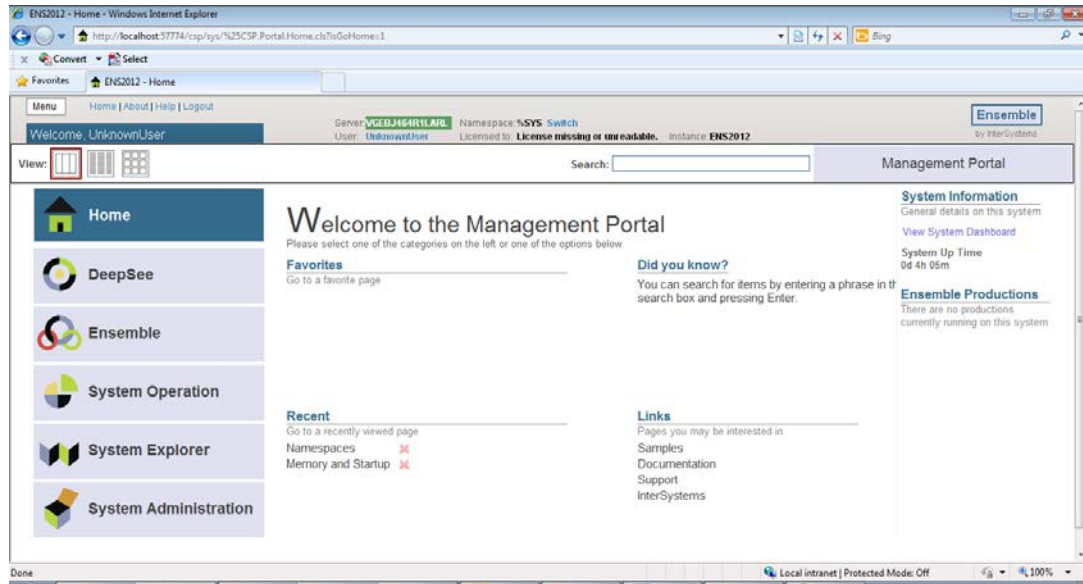 ENS2012 - Home - Windows Internet Explorer
http://localhost:57774/csp/sys/%25CSP.Portal.Home.cls?isGoHome=1
Bing
x Convert Select
Favorites ENS2012 - Home
Menu Home | About | Help | Logout
Server: VGEBJ464R1LARL Namespace: %SYS Switch
User: UnknownUser Licensed to: License missing or unreadable. Instance: ENS2012
Ensemble
by InterSystems
Welcome, UnknownUser
View: Search: Management Portal
Home
DeepSee
Ensemble
System Operation
System Explorer
System Administration
Welcome to the Management Portal
Please select one of the categories on the left or one of the options below
Favorites
Go to a favorite page
Did you know?
You can search for items by entering a phrase in th
search box and pressing Enter.
Recent
Go to a recently viewed page
Namespaces
Memory and Startup
Links
Pages you may be interested in
Samples
Documentation
Support
InterSystems
System Information
General details on this system
View System Dashboard
System Up Time
0d 4h 05m
Ensemble Productions
There are no productions
currently running on this system
Done Local intranet | Protected Mode: Off 100%